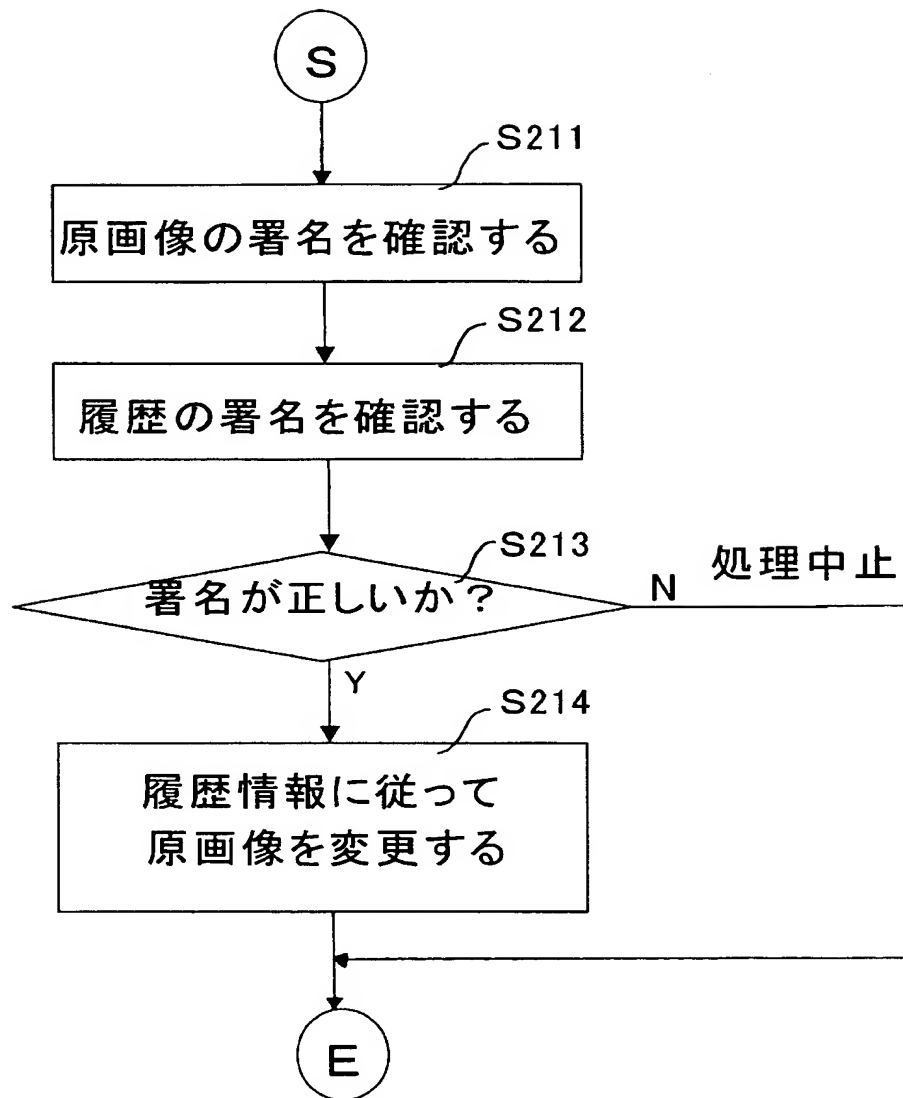 S
S211
原画像の署名を確認する
S212
履歴の署名を確認する
S213
署名が正しいか？
N
処理中止
Y
S214
履歴情報に従って
原画像を変更する
E